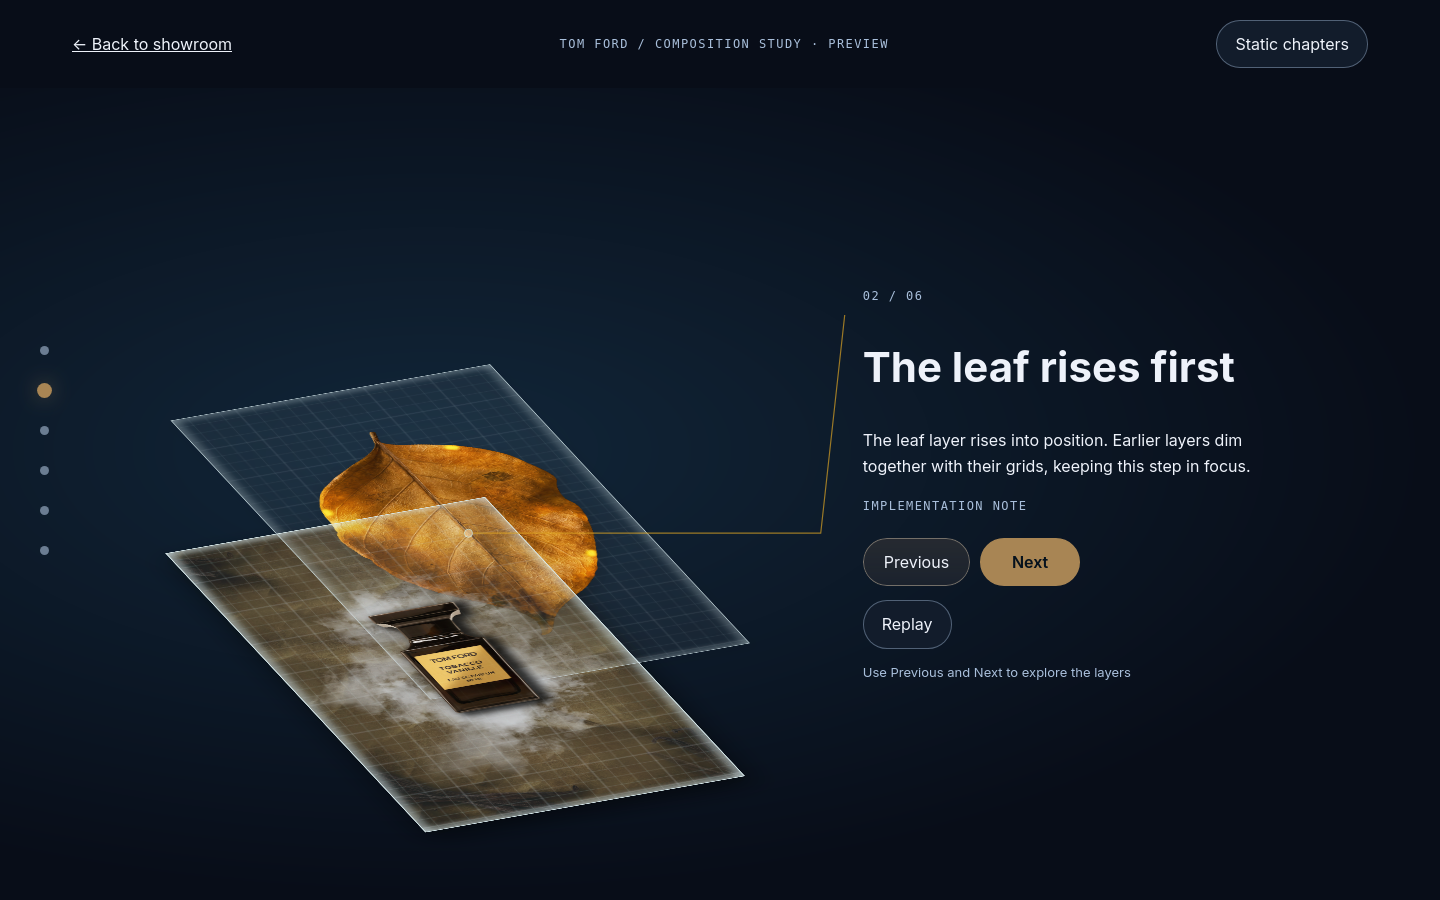 ← Back to showroom
TOM FORD / COMPOSITION STUDY · PREVIEW
Static chapters
02 / 06
The leaf rises first
The leaf layer rises into position. Earlier layers dim
together with their grids, keeping this step in focus.
IMPLEMENTATION NOTE
Previous
Next
Replay
Use Previous and Next to explore the layers
TOM FORD
TOBACCO
VANILLE